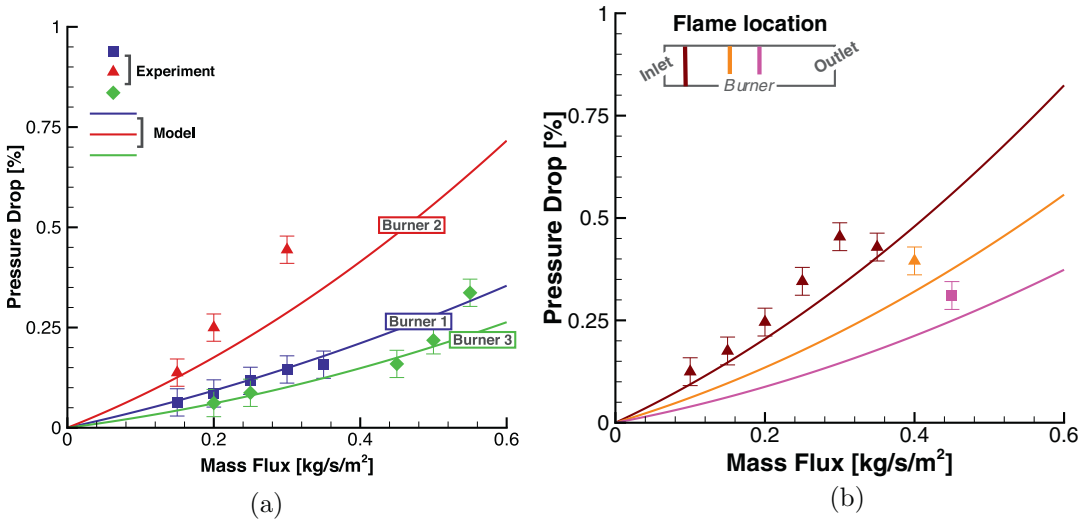 1
0.75
0.5
0.25
0
0
0.2
0.4
0.6
Pressure Drop [%]
Mass Flux [kg/s/m²]
Experiment
Model
Burner 2
Burner 1
Burner 3
(a)
1
0.75
0.5
0.25
0
0
0.2
0.4
0.6
Pressure Drop [%]
Mass Flux [kg/s/m²]
Flame location
Inlet
Outlet
Burner
(b)